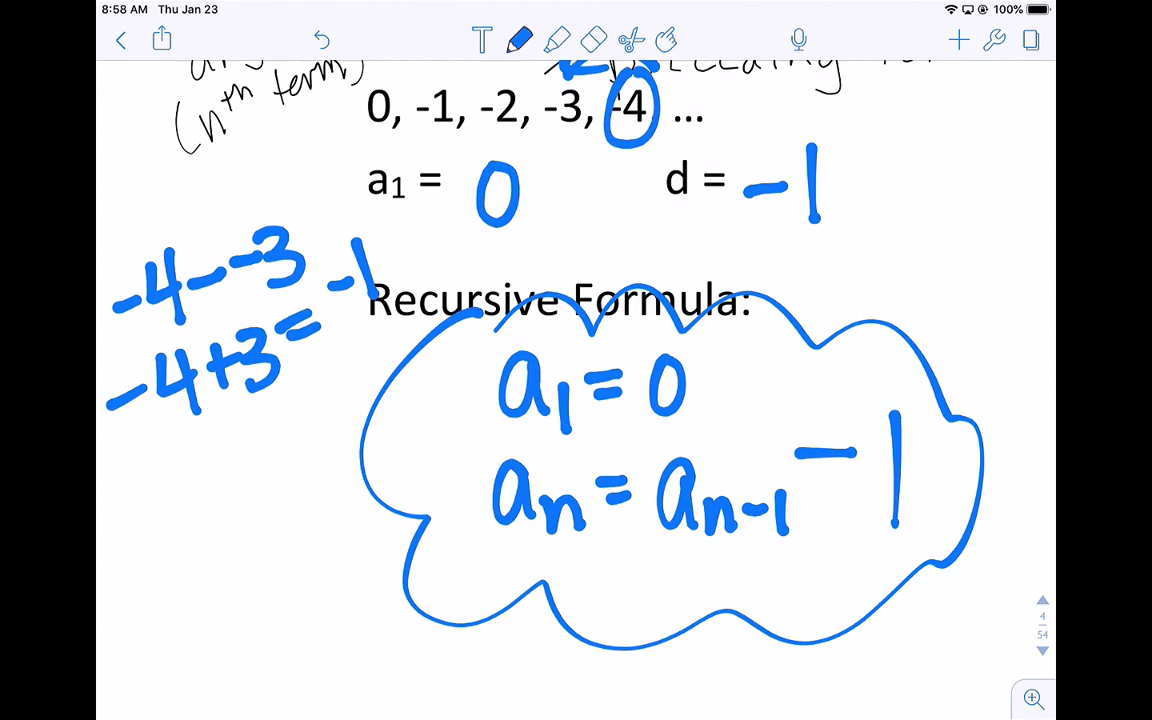 8:58 AM Thu Jan 23 100%
T
(nth term)
0, -1, -2, -3, -4 ...
a1 = 0 d = -1
-4 - -3 = -1
-4+3
Recursive Formula:
a1 = 0
an = an-1 - 1
4
54